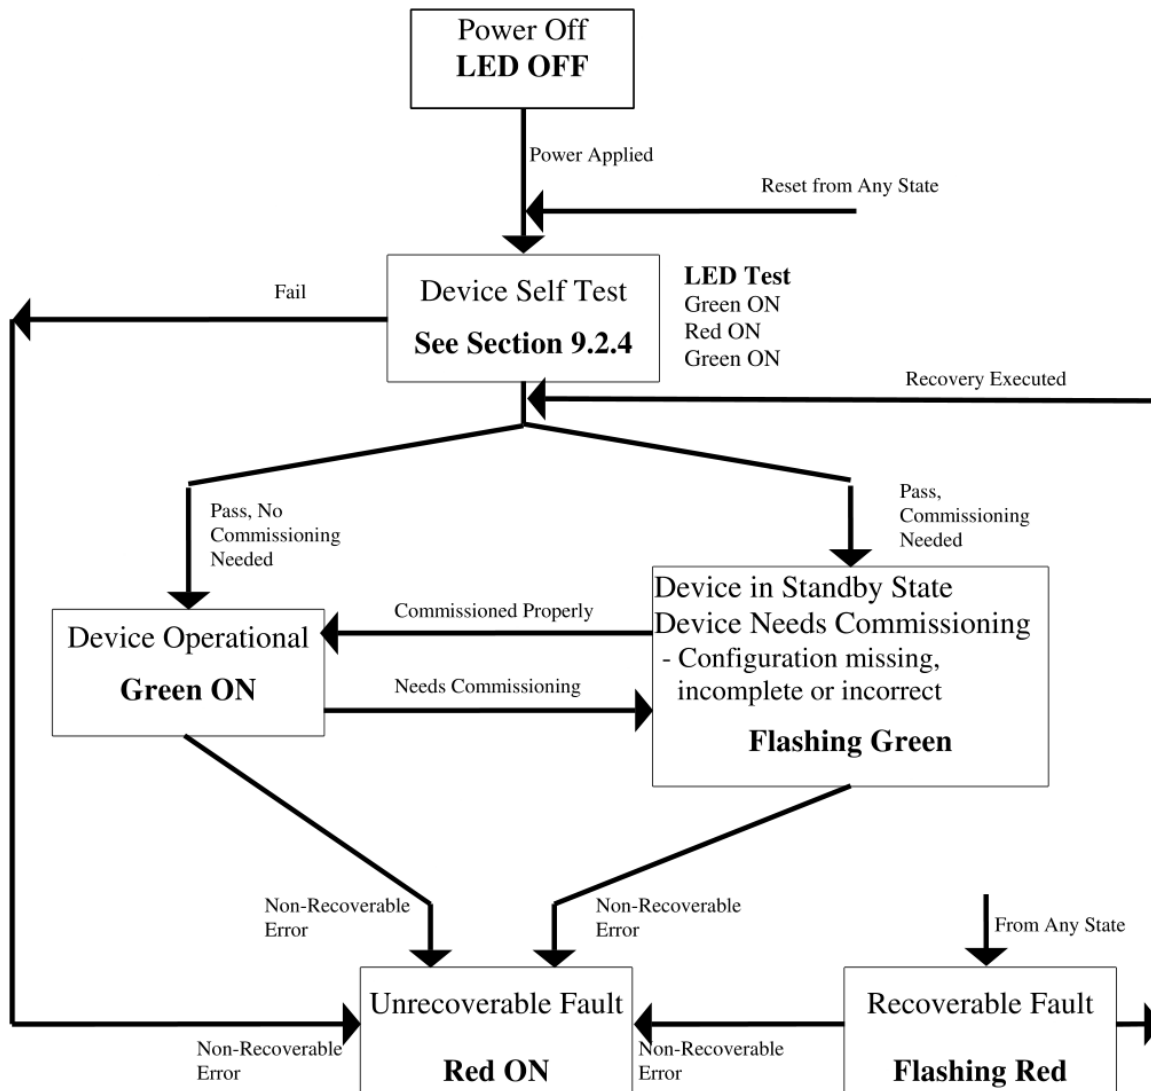 Power Off
LED OFF
Power Applied
Reset from Any State
Device Self Test
See Section 9.2.4
LED Test
Green ON
Red ON
Green ON
Fail
Recovery Executed
Pass, No
Commissioning
Needed
Pass,
Commissioning
Needed
Device Operational
Green ON
Commissioned Properly
Needs Commissioning
Device in Standby State
Device Needs Commissioning
- Configuration missing,
incomplete or incorrect
Flashing Green
Non-Recoverable
Error
Non-Recoverable
Error
From Any State
Unrecoverable Fault
Red ON
Recoverable Fault
Flashing Red
Non-Recoverable
Error
Non-Recoverable
Error